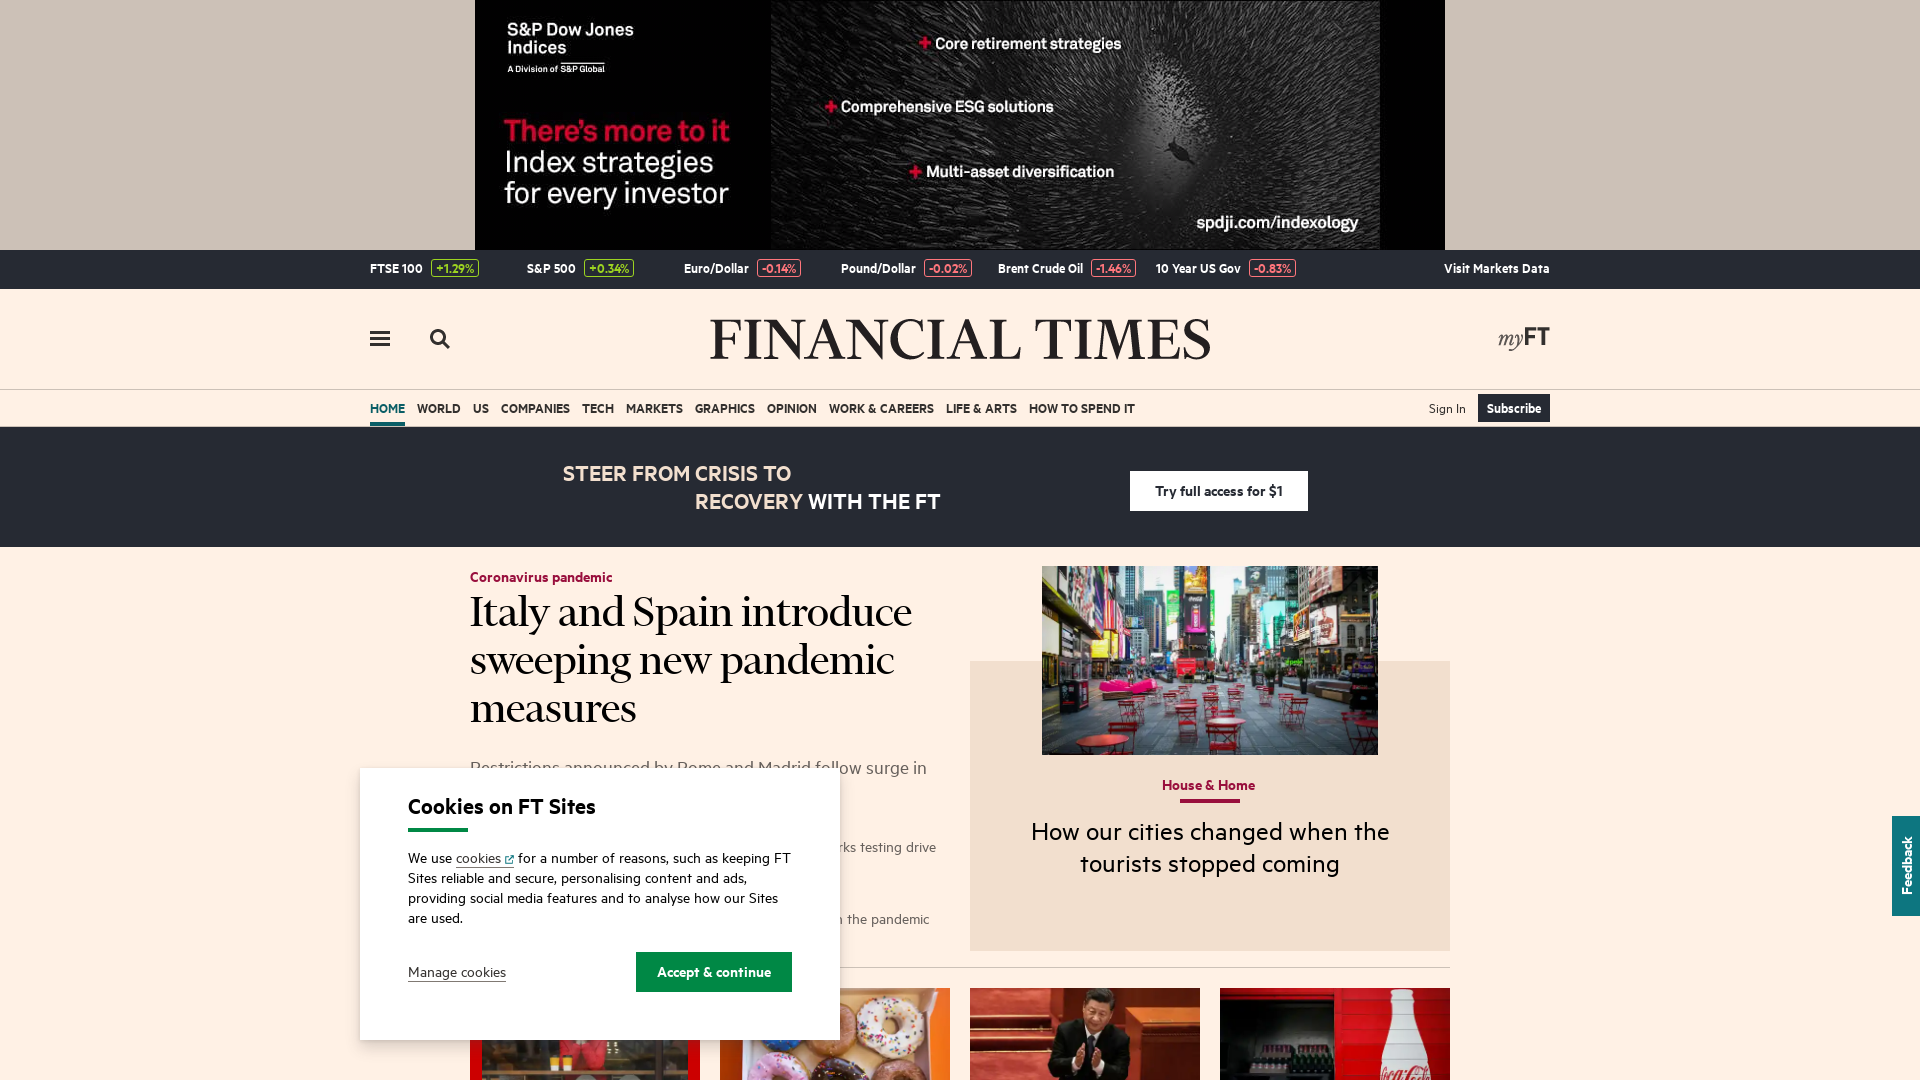 S&P Dow Jones
Indices
A Division of S&P Global
There's more to it
Index strategies
for every investor
+ Core retirement strategies
+ Comprehensive ESG solutions
+ Multi-asset diversification
spdji.com/indexology
FTSE 100 +1.29% S&P 500 +0.34% Euro/Dollar -0.14% Pound/Dollar -0.02% Brent Crude Oil -1.46% 10 Year US Gov -0.83% Visit Markets Data
FINANCIAL TIMES
myFT
HOME WORLD US COMPANIES TECH MARKETS GRAPHICS OPINION WORK & CAREERS LIFE & ARTS HOW TO SPEND IT Sign In Subscribe
STEER FROM CRISIS TO
RECOVERY WITH THE FT
Try full access for $1
Coronavirus pandemic
Italy and Spain introduce
sweeping new pandemic
measures
Restrictions announced by Rome and Madrid follow surge in
testing drive
the pandemic
House & Home
How our cities changed when the
tourists stopped coming
Cookies on FT Sites
We use cookies for a number of reasons, such as keeping FT
Sites reliable and secure, personalising content and ads,
providing social media features and to analyse how our Sites
are used.
Manage cookies
Accept & continue
Feedback
Coca-Cola